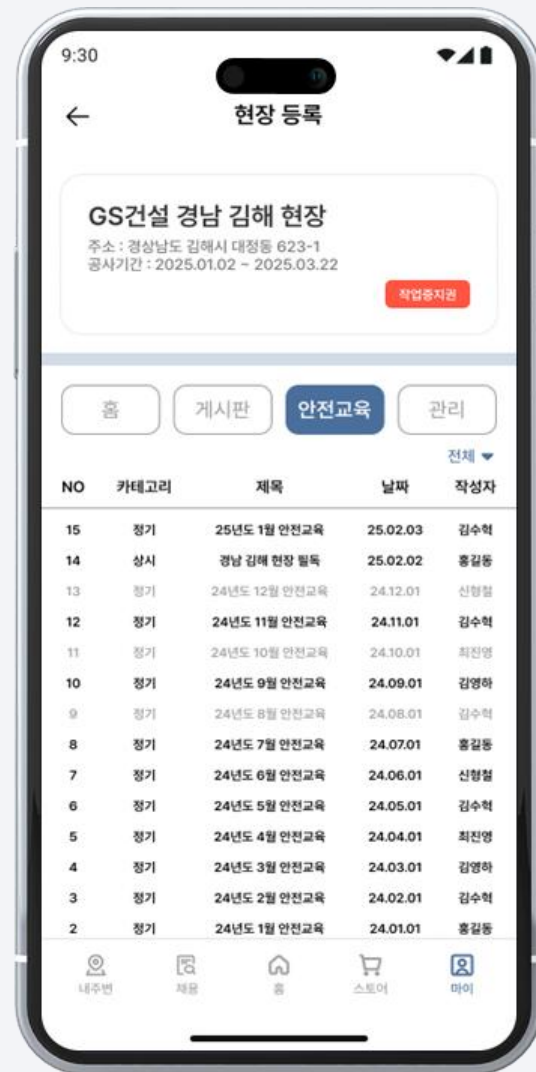 9:30
현장 등록
GS건설 경남 김해 현장
주소 : 경상남도 김해시 대정동 623-1
공사기간 : 2025.01.02 ~ 2025.03.22
작업중지권
홈 게시판 안전교육 관리
전체
NO 카테고리 제목 날짜 작성자
15 정기 25년도 1월 안전교육 25.02.03 김수혁
14 상시 경남 김해 현장 필독 25.02.02 홍길동
13 정기 24년도 12월 안전교육 24.12.01 신형철
12 정기 24년도 11월 안전교육 24.11.01 김수혁
11 정기 24년도 10월 안전교육 24.10.01 최진영
10 정기 24년도 9월 안전교육 24.09.01 김영하
9 정기 24년도 8월 안전교육 24.08.01 김수혁
8 정기 24년도 7월 안전교육 24.07.01 홍길동
7 정기 24년도 6월 안전교육 24.06.01 신형철
6 정기 24년도 5월 안전교육 24.05.01 김수혁
5 정기 24년도 4월 안전교육 24.04.01 최진영
4 정기 24년도 3월 안전교육 24.03.01 김영하
3 정기 24년도 2월 안전교육 24.02.01 김수혁
2 정기 24년도 1월 안전교육 24.01.01 홍길동
내주변 채용 홈 스토어 마이